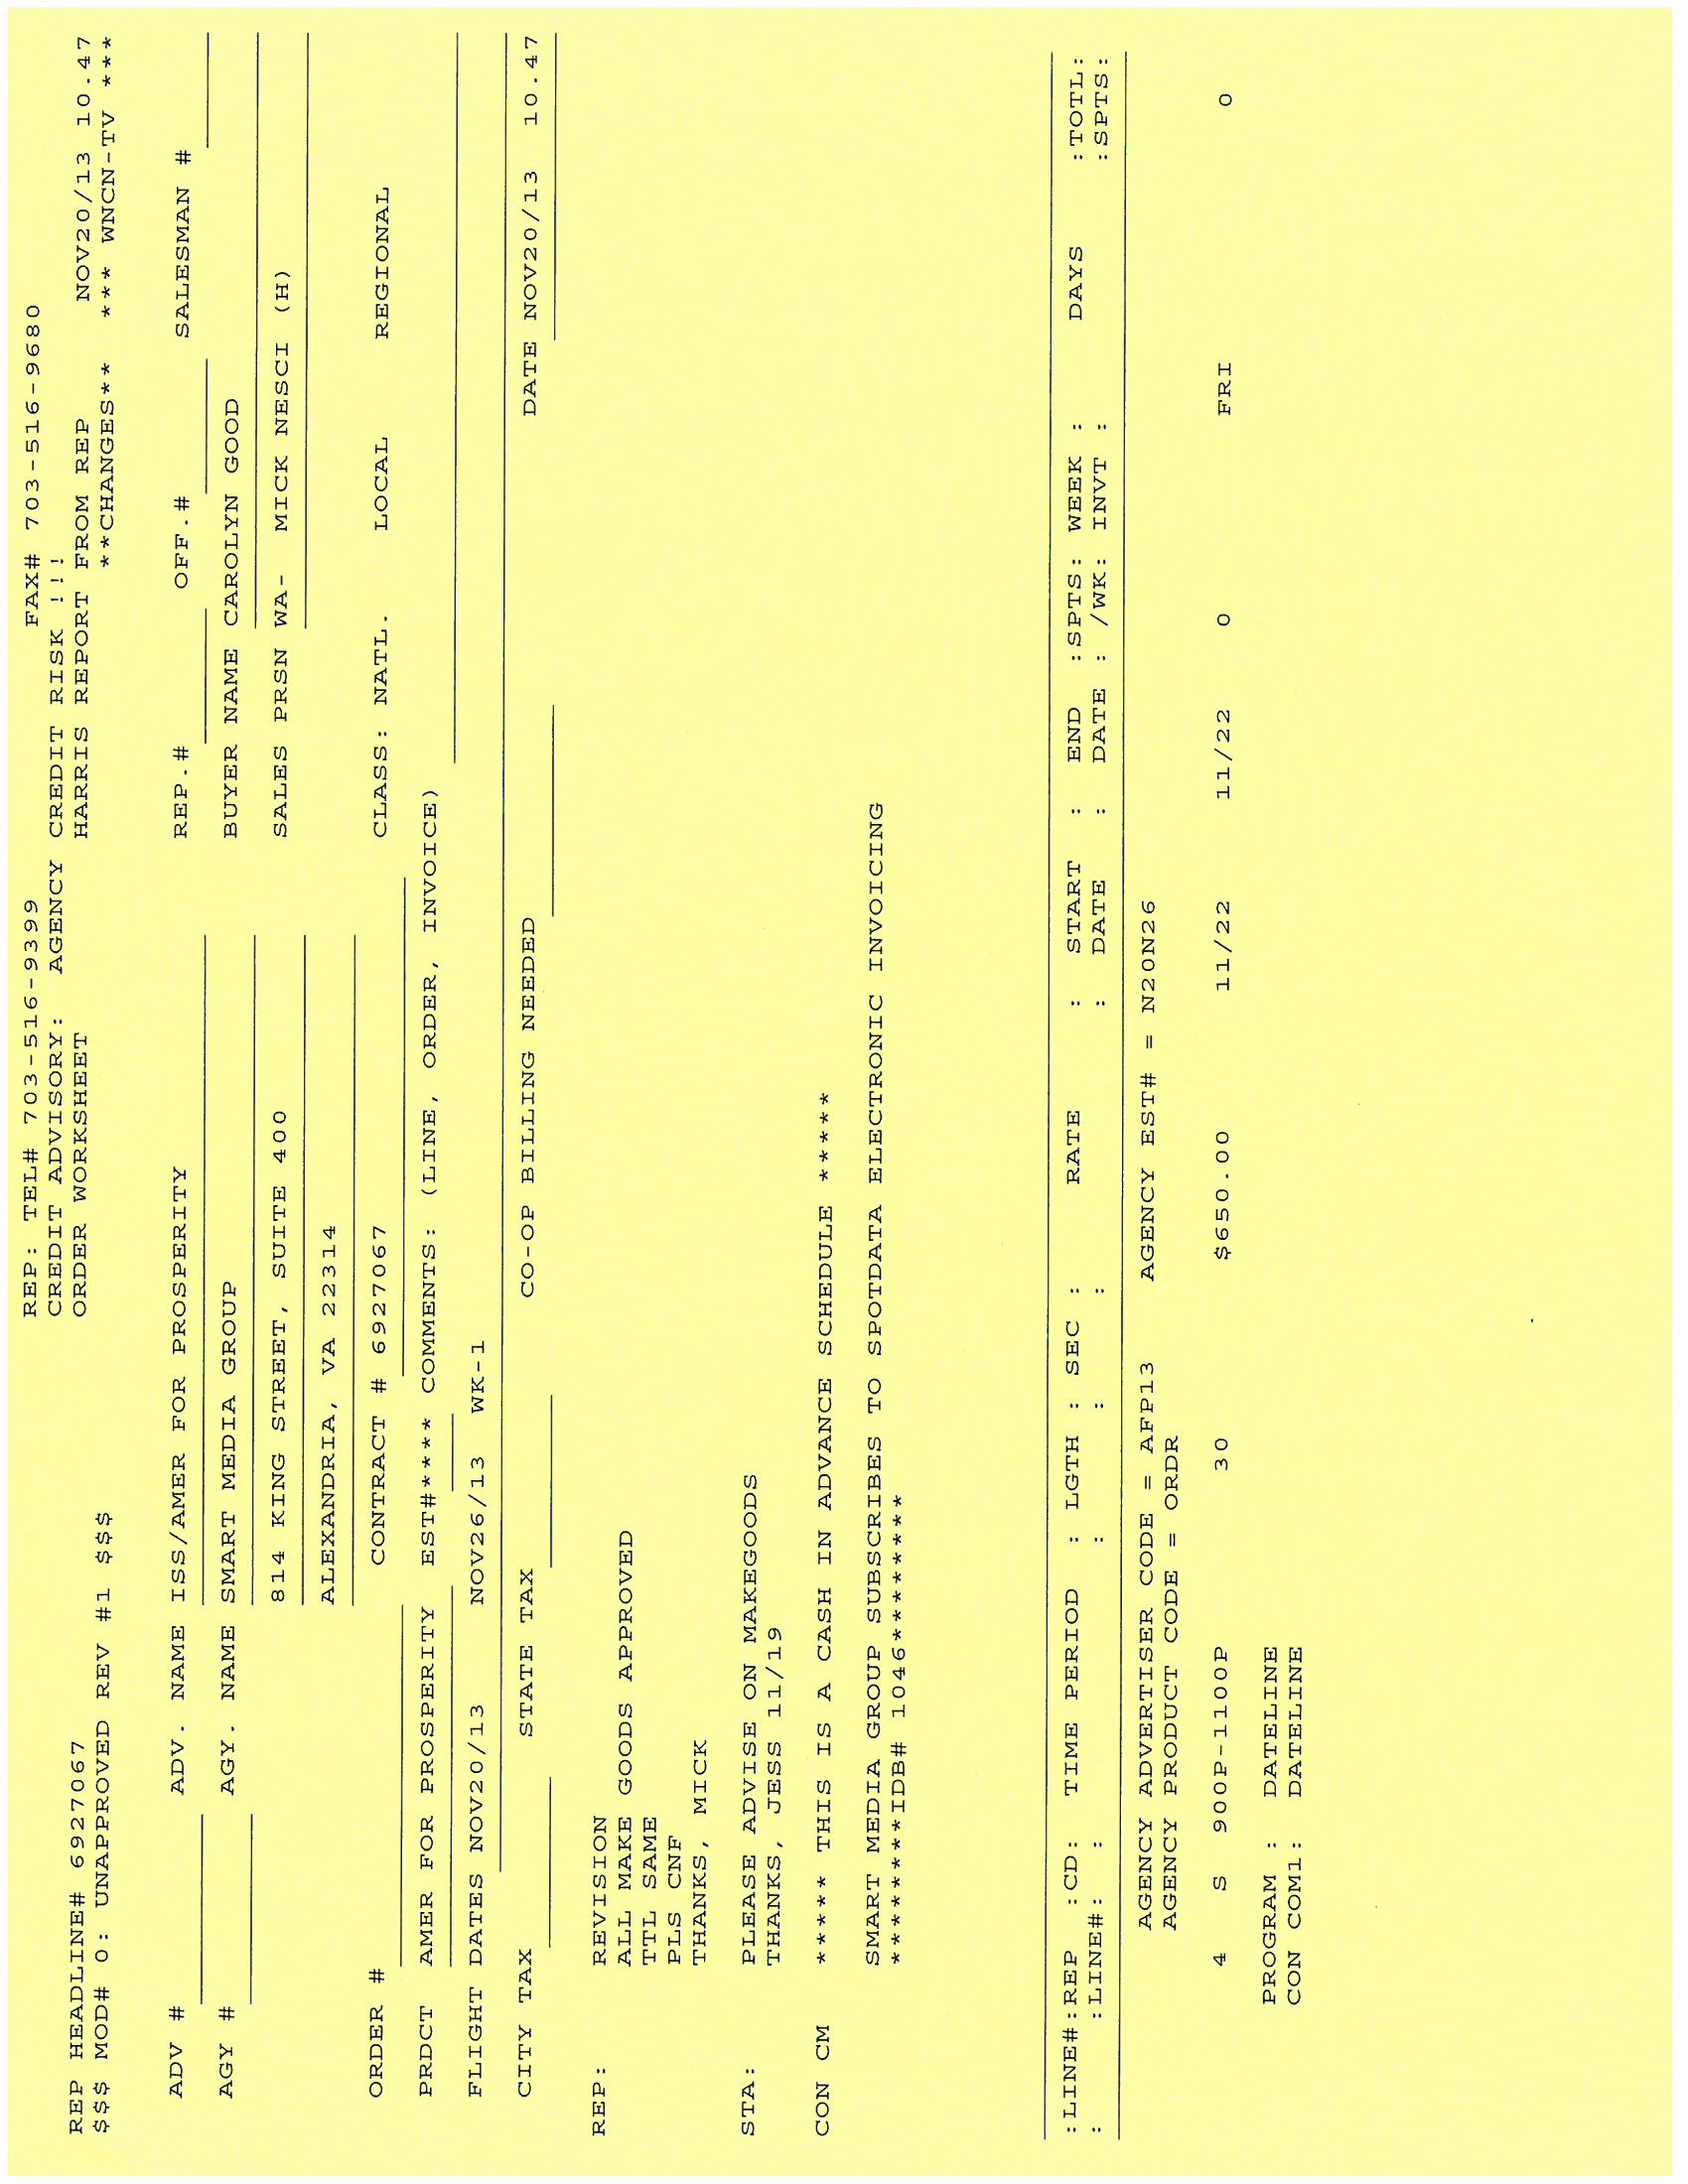 REP: TEL# 703-516-9399 FAX# 703-516-9680
CREDIT ADVISORY: AGENCY CREDIT RISK !!!
REP HEADLINE# 6927067 ORDER WORKSHEET HARRIS REPORT FROM REP NOV20/13 10.47
$$$ MOD# 0: UNAPPROVED REV #1 $$$ **CHANGES** *** WNCN-TV ***
ADV # ADV. NAME ISS/AMER FOR PROSPERITY REP.# OFF.# SALESMAN #
AGY # AGY. NAME SMART MEDIA GROUP BUYER NAME CAROLYN GOOD
814 KING STREET, SUITE 400 SALES PRSN WA- MICK NESCI (H)
ALEXANDRIA, VA 22314
ORDER # CONTRACT # 6927067 CLASS: NATL. LOCAL REGIONAL
PRDCT AMER FOR PROSPERITY EST#**** COMMENTS: (LINE, ORDER, INVOICE)
FLIGHT DATES NOV20/13 NOV26/13 WK-1
CITY TAX STATE TAX CO-OP BILLING NEEDED DATE NOV20/13 10.47
REP: REVISION
ALL MAKE GOODS APPROVED
TTL SAME
PLS CNF
THANKS, MICK
STA: PLEASE ADVISE ON MAKEGOODS
THANKS, JESS 11/19
CON CM ***** THIS IS A CASH IN ADVANCE SCHEDULE *****
SMART MEDIA GROUP SUBSCRIBES TO SPOTDATA ELECTRONIC INVOICING
**********IDB# 1046**********
:LINE#:REP :CD: TIME PERIOD : LGTH : SEC : RATE : START : END :SPTS: WEEK : DAYS :TOTL:
: :LINE#: : : : : : DATE : DATE : /WK: INVT : :SPTS:
AGENCY ADVERTISER CODE = AFP13 AGENCY EST# = N20N26
AGENCY PRODUCT CODE = ORDR
4 S 900P-1100P 30 $650.00 11/22 11/22 0 FRI 0
PROGRAM : DATELINE
CON COM1: DATELINE